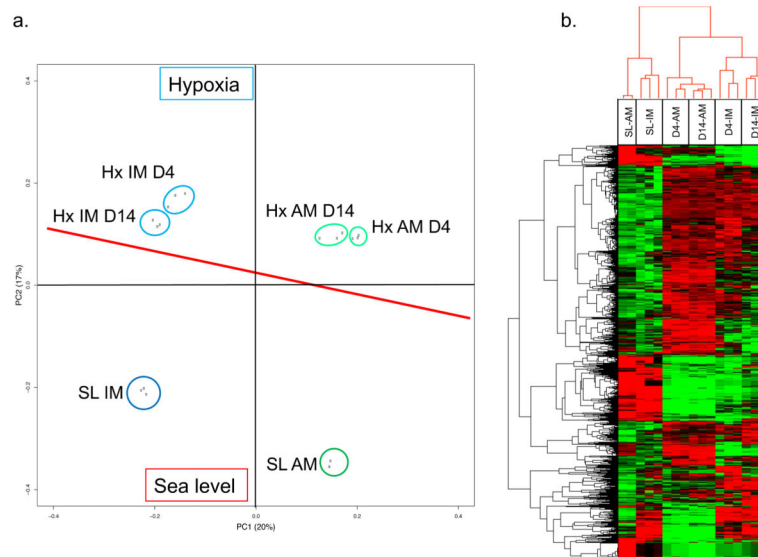 a.
b.
Hypoxia
Hx IM D4
Hx IM D14
Hx AM D14
Hx AM D4
SL IM
SL AM
Sea level
PC2 (17%)
0.4
0.2
0.0
-0.2
-0.4
-0.4
-0.2
0.0
0.2
0.4
PC1 (20%)
SL-AM
SL-IM
D4-AM
D14-AM
D4-IM
D14-IM